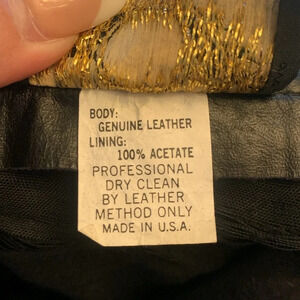 BODY:
GENUINE LEATHER
LINING:
100% ACETATE
PROFESSIONAL
DRY CLEAN
BY LEATHER
METHOD ONLY
MADE IN U.S.A.